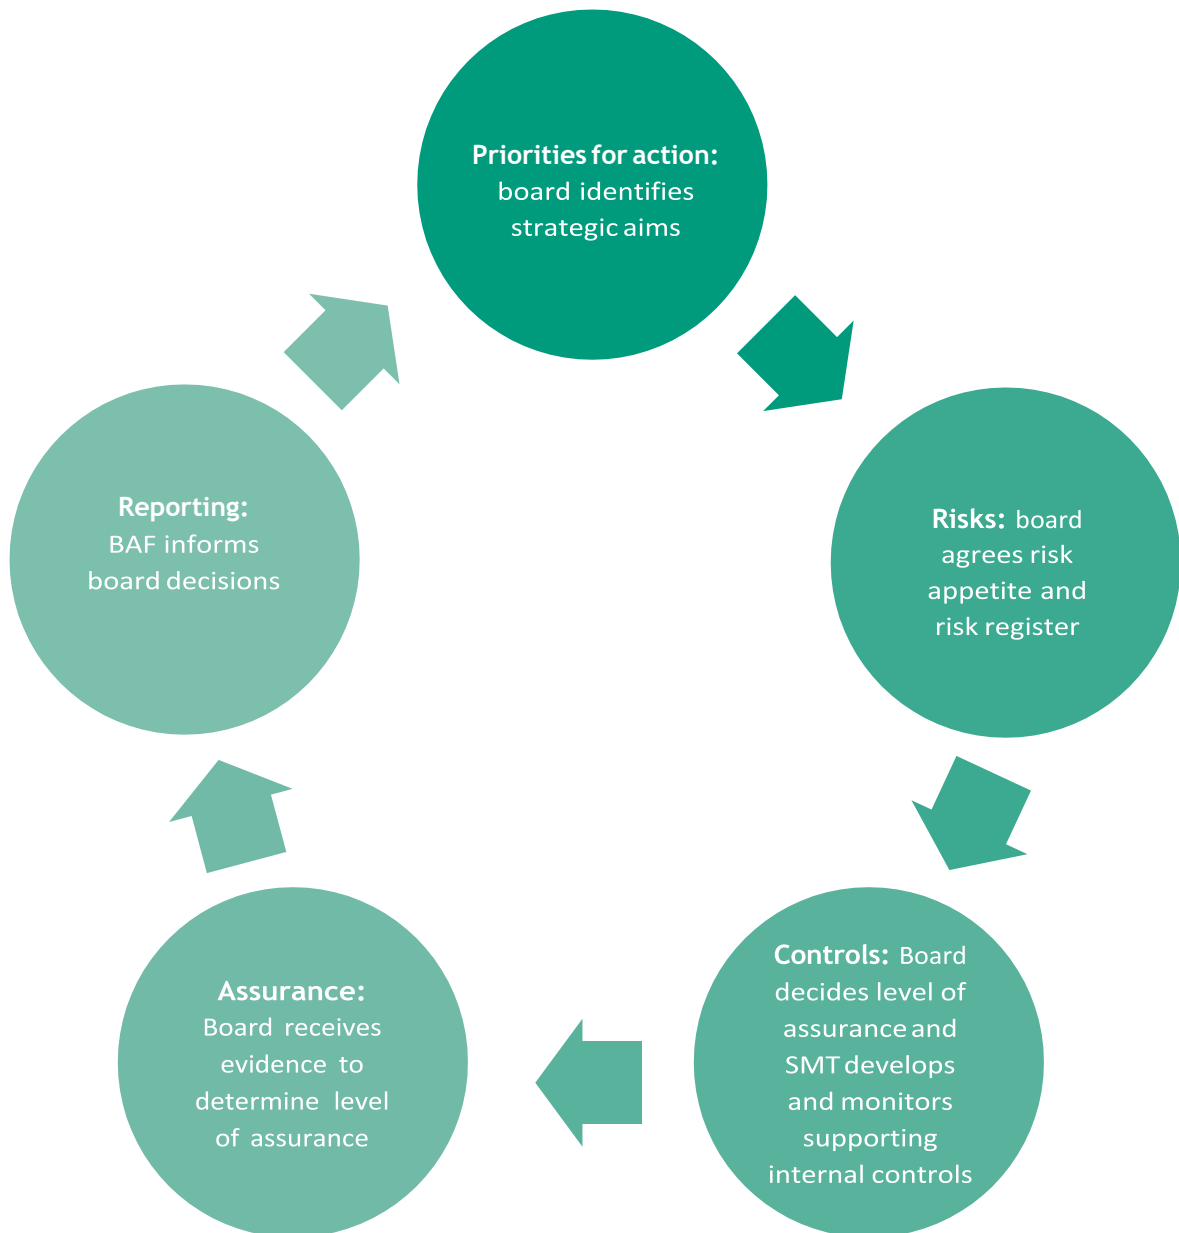 Priorities for action:
board identifies
strategic aims
Risks: board
agrees risk
appetite and
risk register
Controls: Board
decides level of
assurance and
SMT develops
and monitors
supporting
internal controls
Assurance:
Board receives
evidence to
determine level
of assurance
Reporting:
BAF informs
board decisions